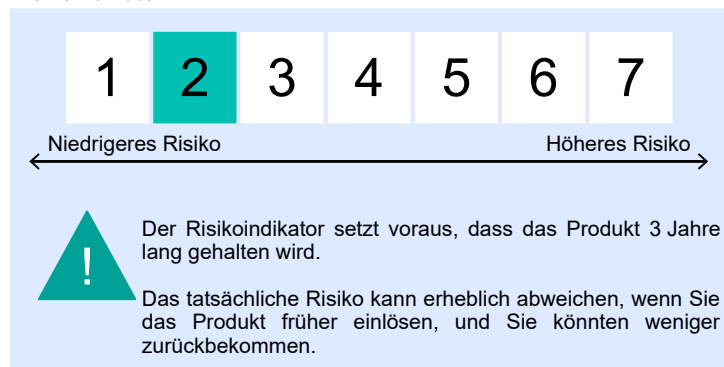 1 2 3 4 5 6 7
Niedrigeres Risiko Höheres Risiko
!
Der Risikoindikator setzt voraus, dass das Produkt 3 Jahre
lang gehalten wird.
Das tatsächliche Risiko kann erheblich abweichen, wenn Sie
das Produkt früher einlösen, und Sie könnten weniger
zurückbekommen.